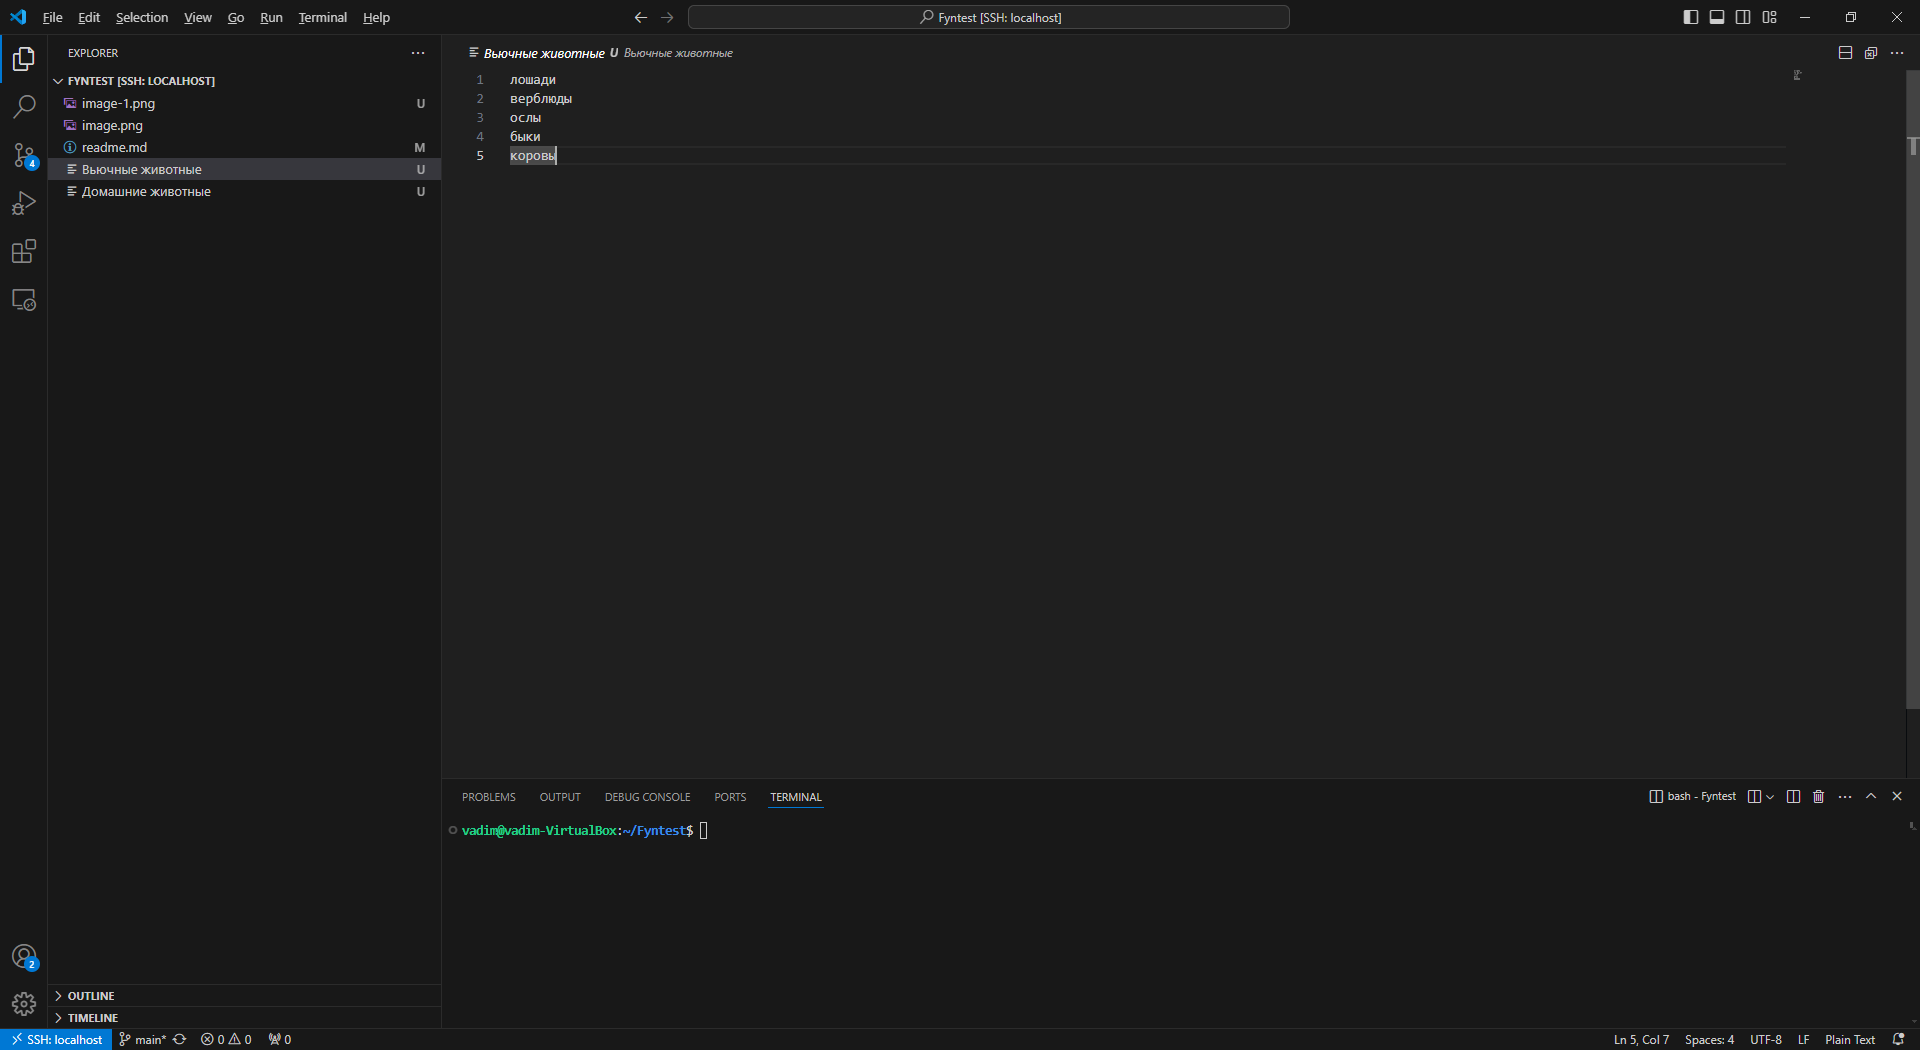 File Edit Selection View Go Run Terminal Help
Fyntest [SSH: localhost]
EXPLORER
FYNTEST [SSH: LOCALHOST]
image-1.png U
image.png
readme.md M
Вьючные животные U
Домашние животные U
4
2
OUTLINE
TIMELINE
Вьючные животные U Вьючные животные
1 лошади
2 верблюды
3 ослы
4 быки
5 коровы
PROBLEMS OUTPUT DEBUG CONSOLE PORTS TERMINAL
bash - Fyntest
vadim@vadim-VirtualBox:~/Fyntest$
SSH: localhost main* 0 0 0
Ln 5, Col 7 Spaces: 4 UTF-8 LF Plain Text